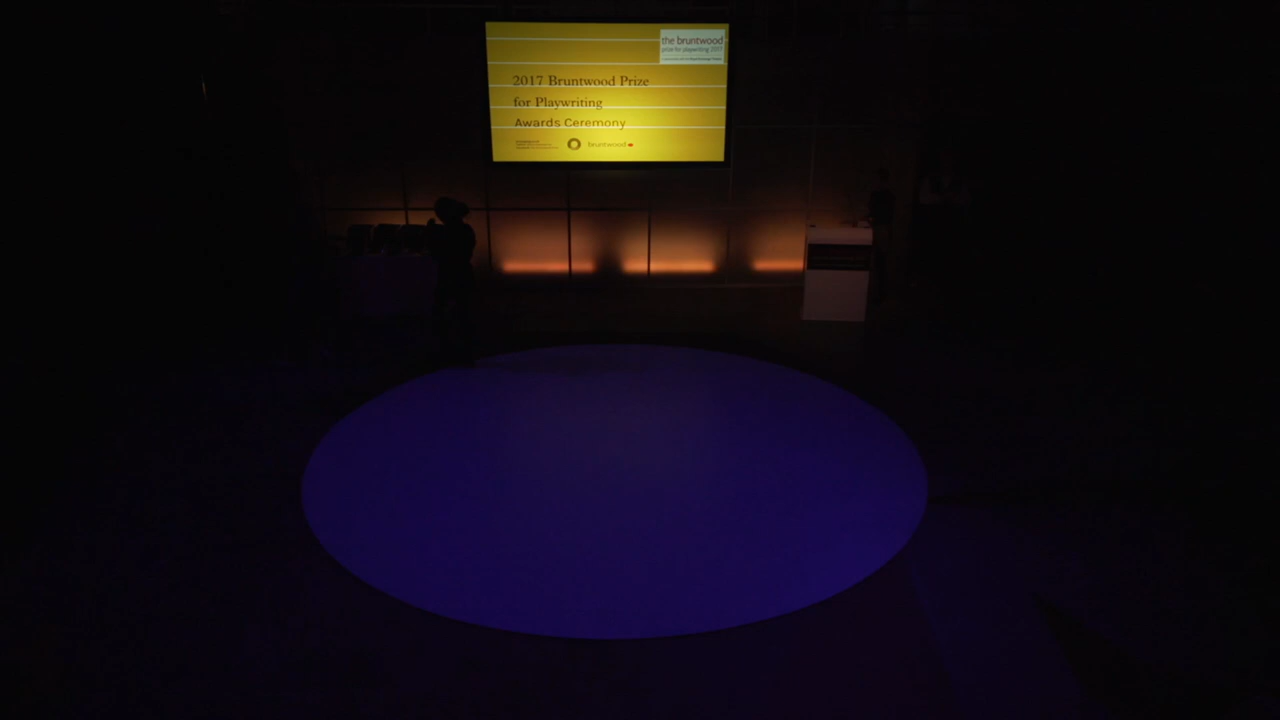 the bruntwood
prize for playwriting 2017
2017 Bruntwood Prize
for Playwriting
Awards Ceremony
bruntwood